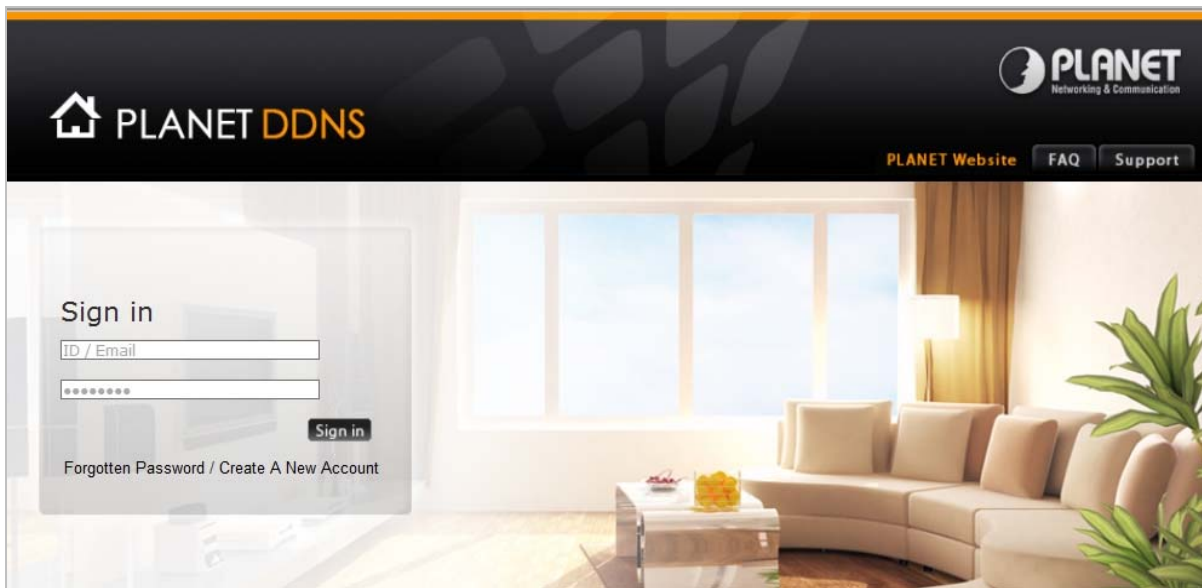 PLANET
Networking & Communication
PLANET DDNS
PLANET Website FAQ Support
Sign in
ID / Email
••••••••
Sign in
Forgotten Password / Create A New Account